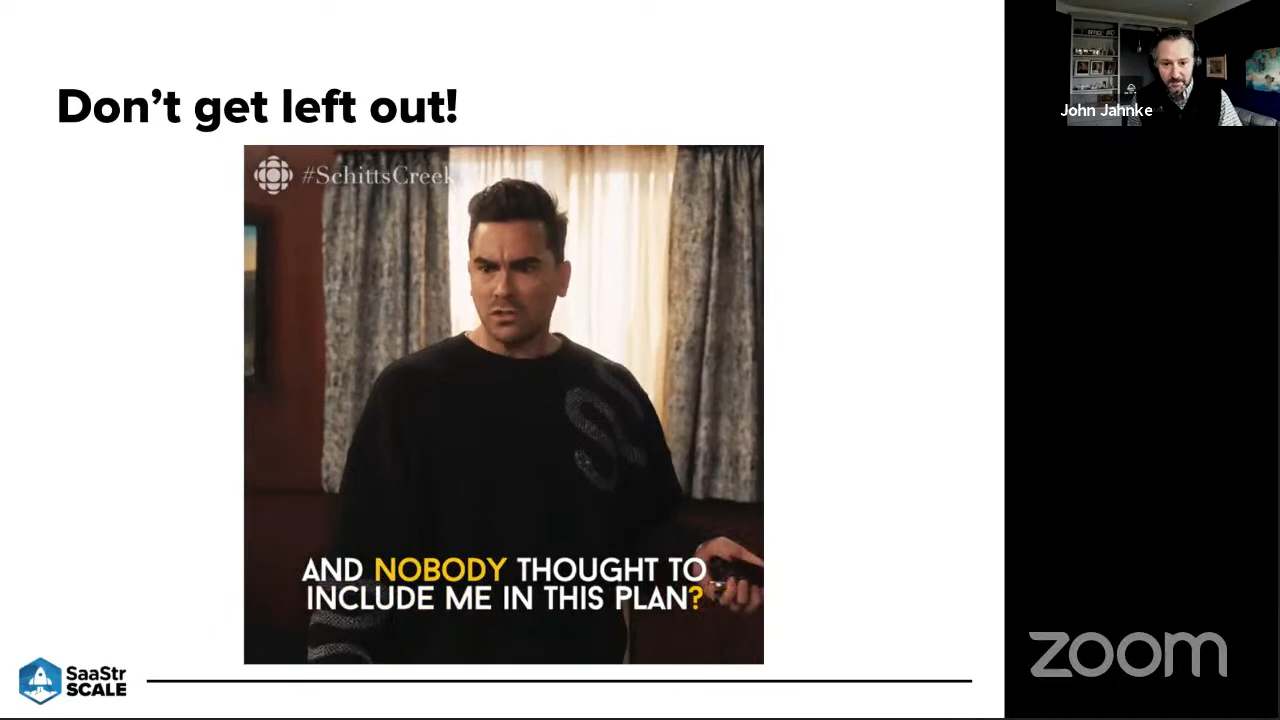 Don't get left out!
#SchittsCreek
AND NOBODY THOUGHT TO
INCLUDE ME IN THIS PLAN?
SaaStr
SCALE
John Jahnke
zoom